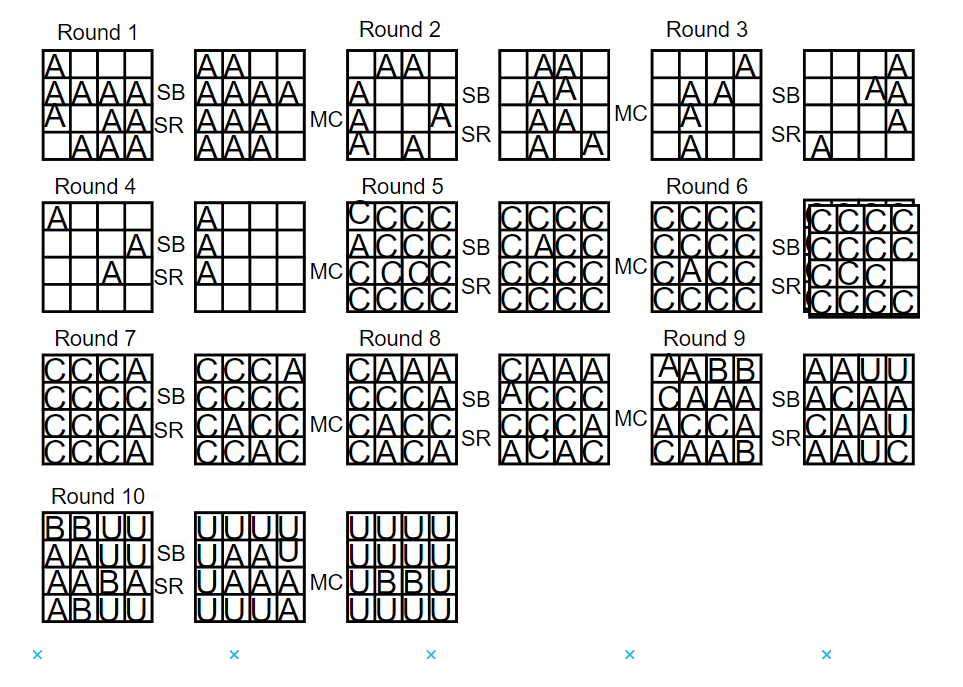 Round 1 Round 2 Round 3
A A A A A A A A A
A A A A SB A A A A A SB A A A A SB A A
A A A SR A A A MC A A SR A A MC A SR A
A A A A A A A A A A A A
Round 4 Round 5 Round 6
A A C C C C C C C C C C C C C C C C
A SB A A C C C SB C A C C C C C C SB C C C C
A SR A MC C C C C SR C C C C MC C A C C SR C C C
C C C C C C C C C C C C C C C C
Round 7 Round 8 Round 9
C C C A C C C A C A A A C A A A A A B B A A U U
C C C C SB C C C C C C C A SB A C C C C A A A SB A C A A
C C C A SR C A C C MC C A C C SR C C C A MC A C C A SR C A A U
C C C A C C A C C A C A A C A C C A A B A A U C
Round 10
B B U U U U U U U U U U
A A U U SB U A A U U U U U
A A B A SR U A A A MC U B B U
A B U U U U U A U U U U